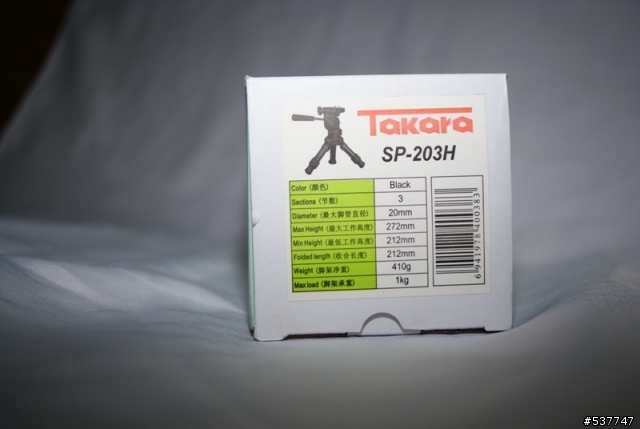 Takara
SP-203H
Color (颜色) Black
Sections (节数) 3
Diameter (最大脚管直径) 20mm
Max Height (最大工作高度) 272mm
Min Height (最低工作高度) 212mm
Folded length (收合长度) 212mm
Weight (脚架净重) 410g
Max load (脚架承重) 1kg
6941978400383
#537747